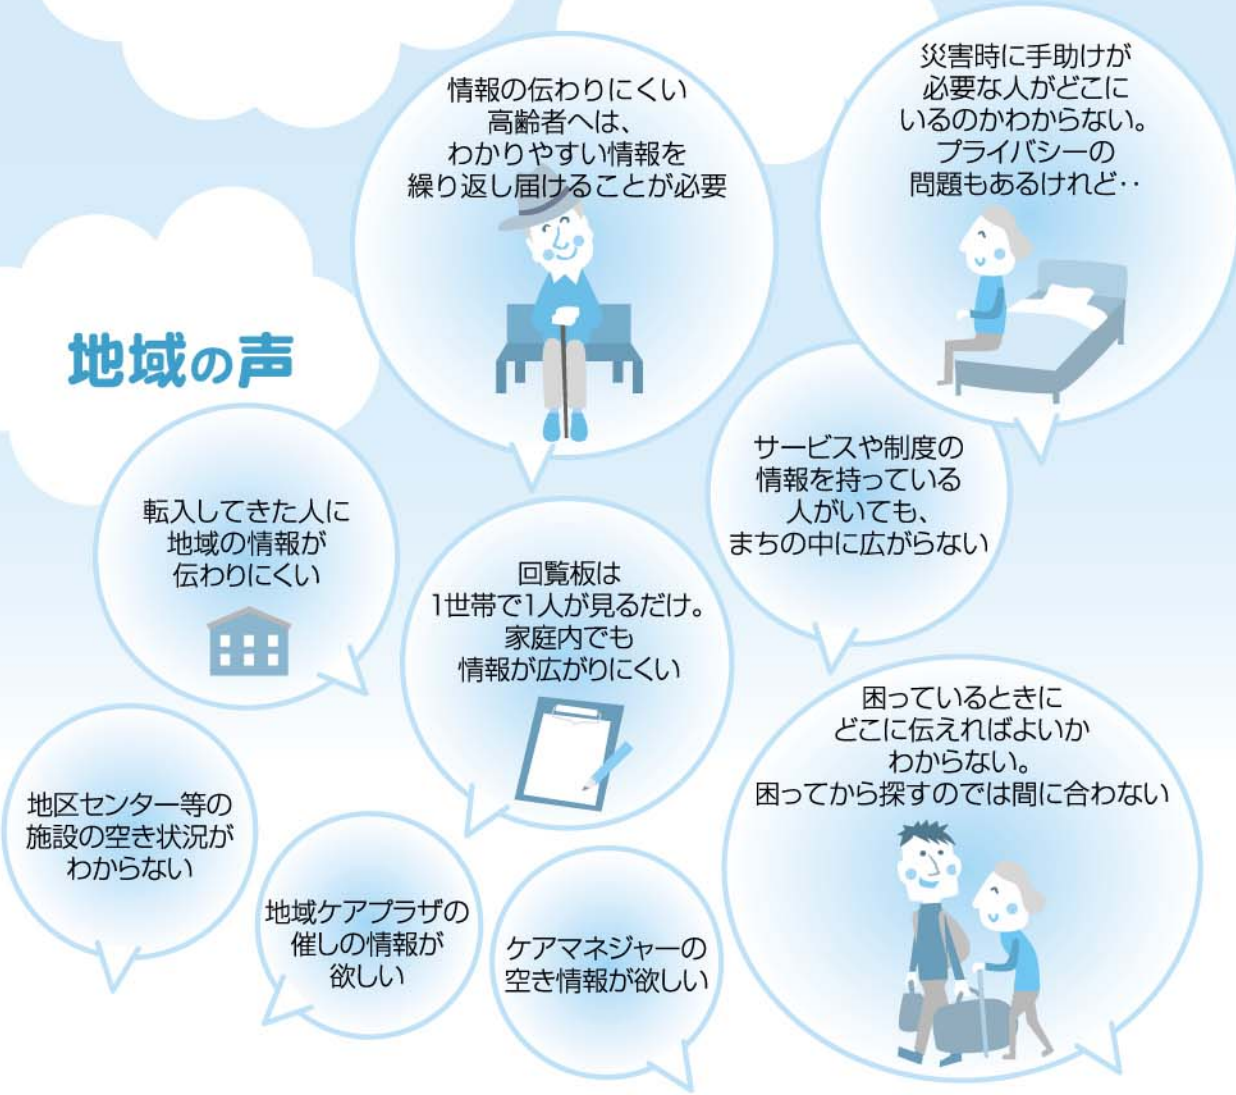 地域の声
情報の伝わりにくい
高齢者へは、
わかりやすい情報を
繰り返し届けることが必要
災害時に手助けが
必要な人がどこに
いるのかわからない。
プライバシーの
問題もあるけれど‥
転入してきた人に
地域の情報が
伝わりにくい
回覧板は
1世帯で1人が見るだけ。
家庭内でも
情報が広がりにくい
サービスや制度の
情報を持っている
人がいても、
まちの中に広がらない
地区センター等の
施設の空き状況が
わからない
地域ケアプラザの
催しの情報が
欲しい
ケアマネジャーの
空き情報が欲しい
困っているときに
どこに伝えればよいか
わからない。
困ってから探すのでは間に合わない